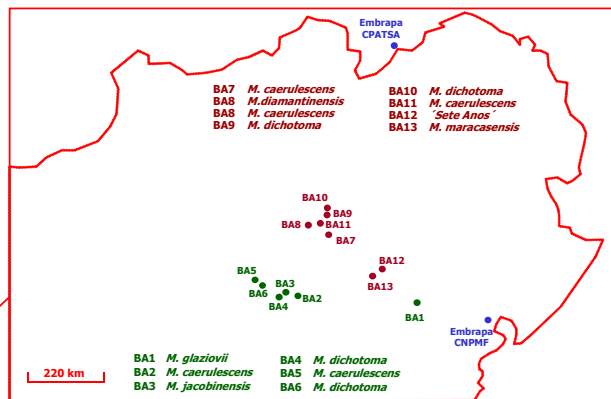 Embrapa
CPATSA
BA7 M. caerulescens
BA8 M.diamantinensis
BA8 M. caerulescens
BA9 M. dichotoma
BA10 M. dichotoma
BA11 M. caerulescens
BA12 ´Sete Anos´
BA13 M. maracasensis
BA10
BA9
BA8
BA11
BA7
BA12
BA13
BA5
BA6
BA3
BA4
BA2
BA1
Embrapa
CNPMF
220 km
BA1 M. glaziovii
BA2 M. caerulescens
BA3 M. jacobinensis
BA4 M. dichotoma
BA5 M. caerulescens
BA6 M. dichotoma